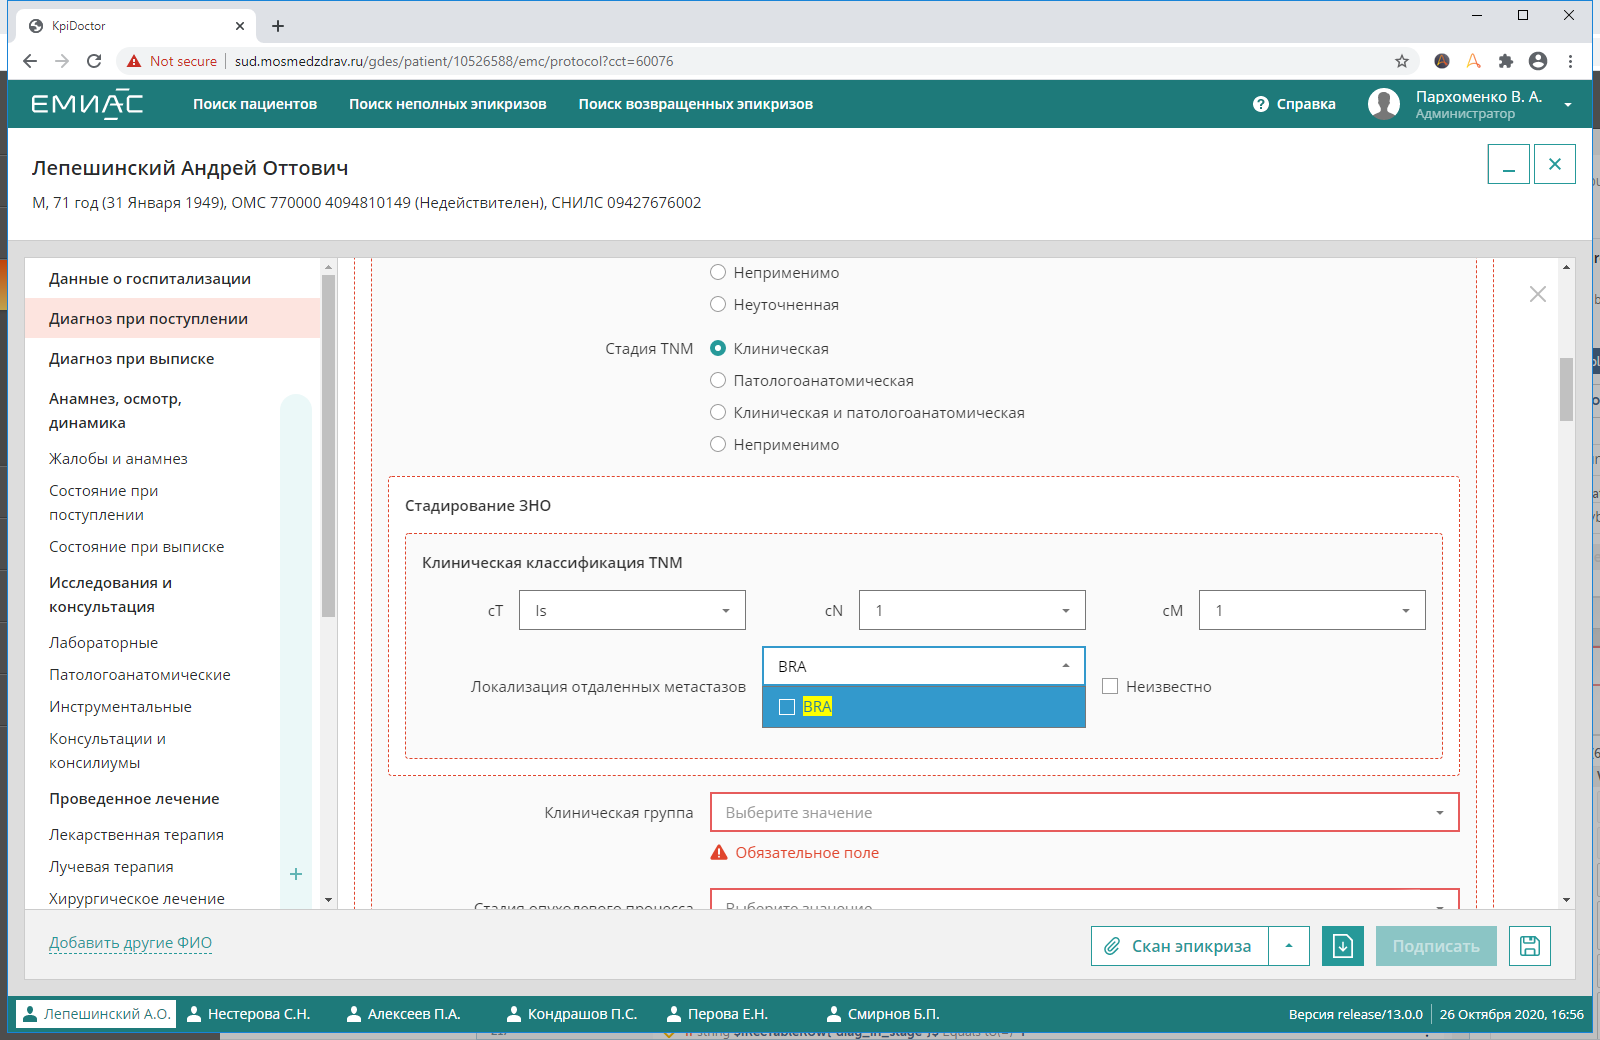 KpiDoctor
Not secure
sud.mosmedzdrav.ru/gdes/patient/10526588/emc/protocol?cct=60076
ЕМИАС
Поиск пациентов
Поиск неполных эпикризов
Поиск возвращенных эпикризов
Справка
Пархоменко В. А.
Администратор
Лепешинский Андрей Оттович
М, 71 год (31 Января 1949), ОМС 770000 4094810149 (Недействителен), СНИЛС 09427676002
Данные о госпитализации
Диагноз при поступлении
Диагноз при выписке
Анамнез, осмотр,
динамика
Жалобы и анамнез
Состояние при
поступлении
Состояние при выписке
Исследования и
консультация
Лабораторные
Патологоанатомические
Инструментальные
Консультации и
консилиумы
Проведенное лечение
Лекарственная терапия
Лучевая терапия
Хирургическое лечение
Неприменимо
Неуточненная
Стадия TNM
Клиническая
Патологоанатомическая
Клиническая и патологоанатомическая
Неприменимо
Стадирование ЗНО
Клиническая классификация TNM
cT
Is
cN
1
cM
1
Локализация отдаленных метастазов
BRA
BRA
Неизвестно
Клиническая группа
Выберите значение
Обязательное поле
Стадия опухолевого процесса
Выберите значение
Добавить другие ФИО
Скан эпикриза
Подписать
Лепешинский А.О.
Нестерова С.Н.
Алексеев П.А.
Кондрашов П.С.
Перова Е.Н.
Смирнов Б.П.
Версия release/13.0.0
26 Октября 2020, 16:56